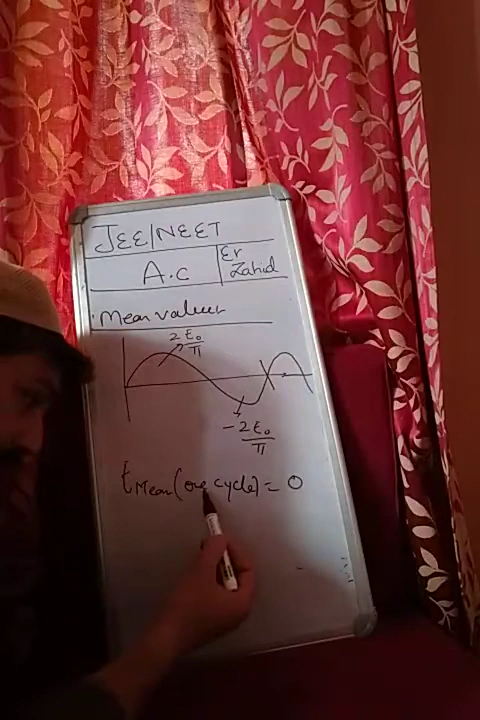 JEE/NEET
A.C
Er
Zahid
Mean value
2E₀/π
-2E₀/π
E Mean (one cycle) = 0